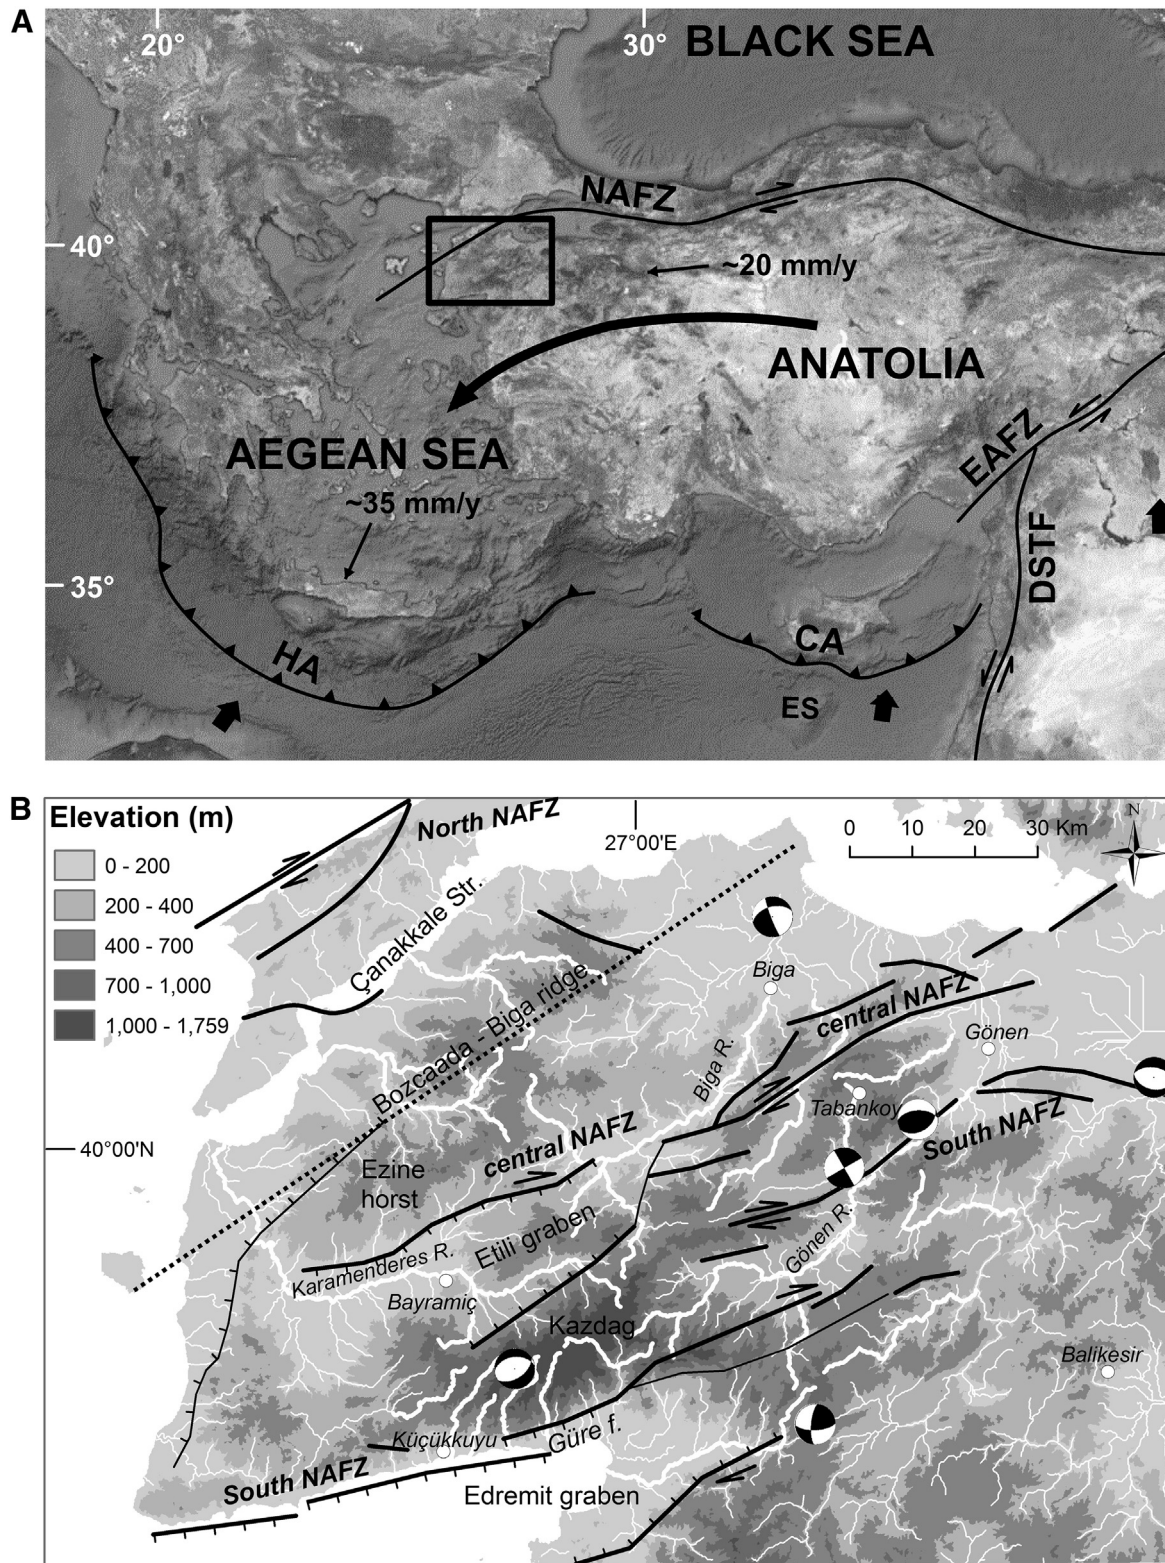 A
20°
30°
BLACK SEA
NAFZ
40°
~20 mm/y
ANATOLIA
AEGEAN SEA
~35 mm/y
EAFZ
DSTF
35°
HA
CA
ES
B
Elevation (m)
0 - 200
200 - 400
400 - 700
700 - 1,000
1,000 - 1,759
North NAFZ
27°00'E
0 10 20 30 Km
N
Çanakkale Str.
Bozcaada - Biga ridge
Biga
central NAFZ
Gönen
Biga R.
Tabankoy
South NAFZ
40°00'N
central NAFZ
Ezine
horst
Etili graben
Gönen R.
Karamenderes R.
Bayramiç
Kazdag
Balikesir
Küçükkuyu
Güre f.
South NAFZ
Edremit graben